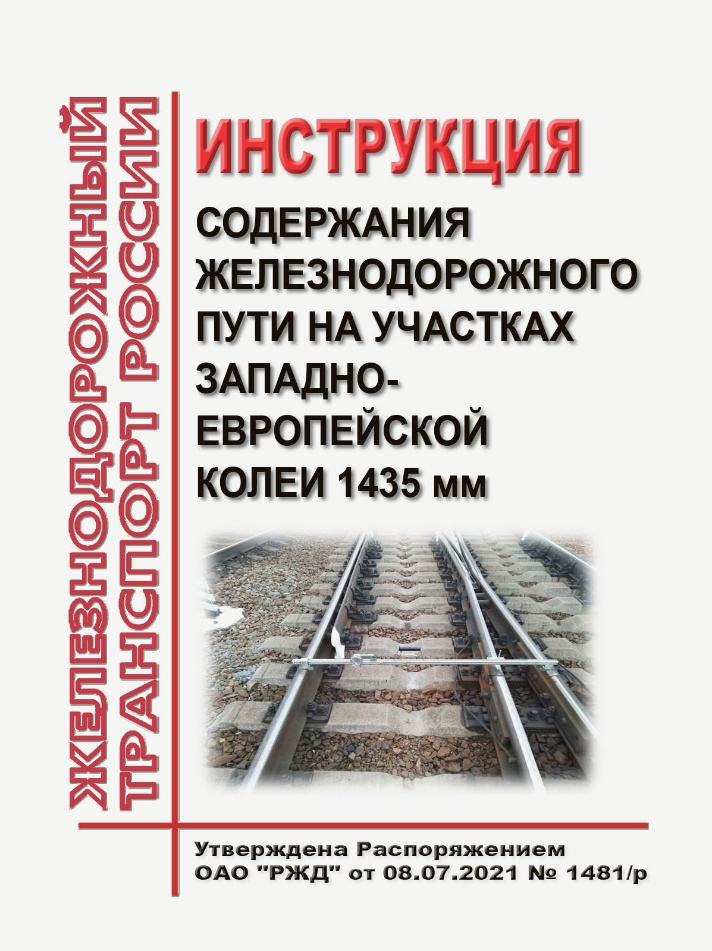 ЖЕЛЕЗНОДОРОЖНЫЙ
ТРАНСПОРТ РОССИИ
ИНСТРУКЦИЯ
СОДЕРЖАНИЯ
ЖЕЛЕЗНОДОРОЖНОГО
ПУТИ НА УЧАСТКАХ
ЗАПАДНО-
ЕВРОПЕЙСКОЙ
КОЛЕИ 1435 мм
Утверждена Распоряжением
ОАО "РЖД" от 08.07.2021 № 1481/р